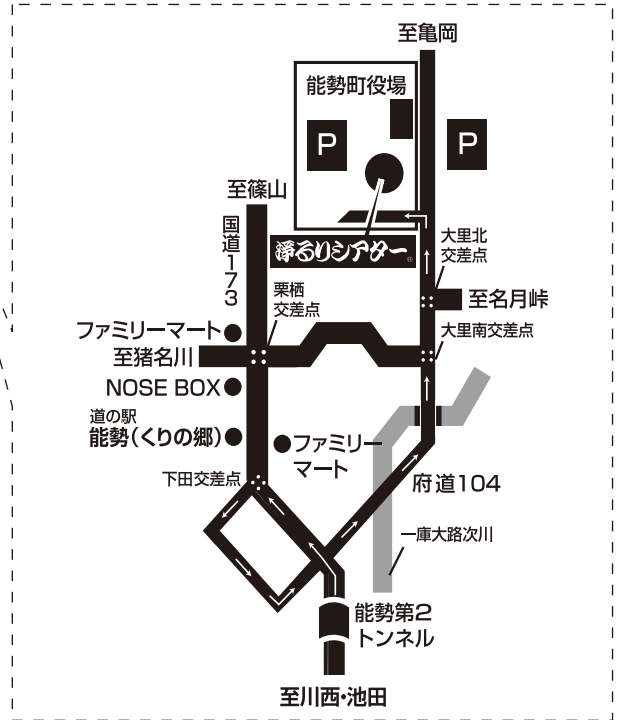 至亀岡
能勢町役場
P
P
至篠山
国道173
浄るりシアター®
大里北
交差点
栗栖
交差点
至名月峠
ファミリーマート
大里南交差点
至猪名川
NOSE BOX
道の駅
能勢(くりの郷)
ファミリー
マート
下田交差点
府道104
一庫大路次川
能勢第2
トンネル
至川西・池田